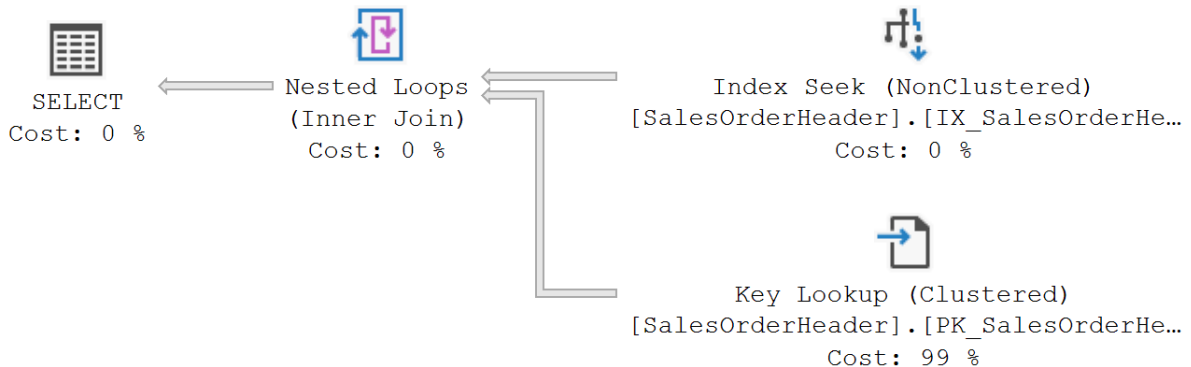 SELECT
Cost: 0 %
Nested Loops
(Inner Join)
Cost: 0 %
Index Seek (NonClustered)
[SalesOrderHeader].[IX_SalesOrderHe…
Cost: 0 %
Key Lookup (Clustered)
[SalesOrderHeader].[PK_SalesOrderHe…
Cost: 99 %